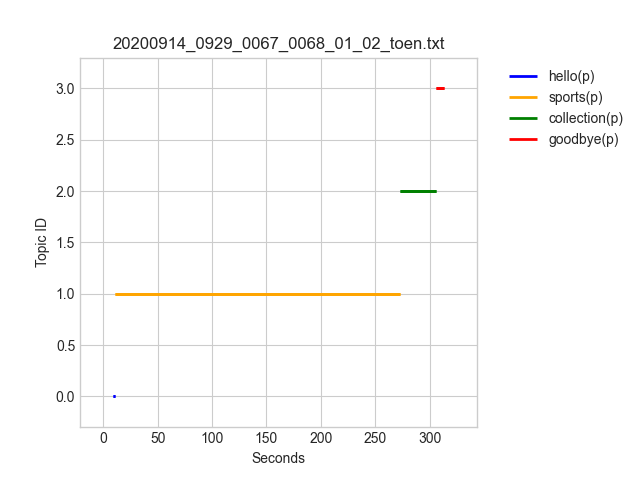 20200914_0929_0067_0068_01_02_toen.txt
hello(p)
sports(p)
collection(p)
goodbye(p)
Topic ID
3.0
2.5
2.0
1.5
1.0
0.5
0.0
0 50 100 150 200 250 300
Seconds